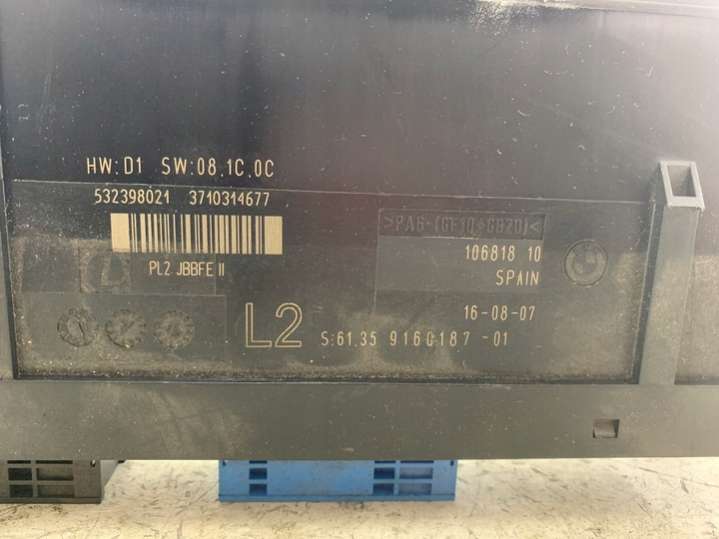 HW:D1 SW:08.1C.0C
532398021 3710314677
PL2 JBBFE II
106818 10
SPAIN
16-08-07
L2
S:61.35 9160187 -01